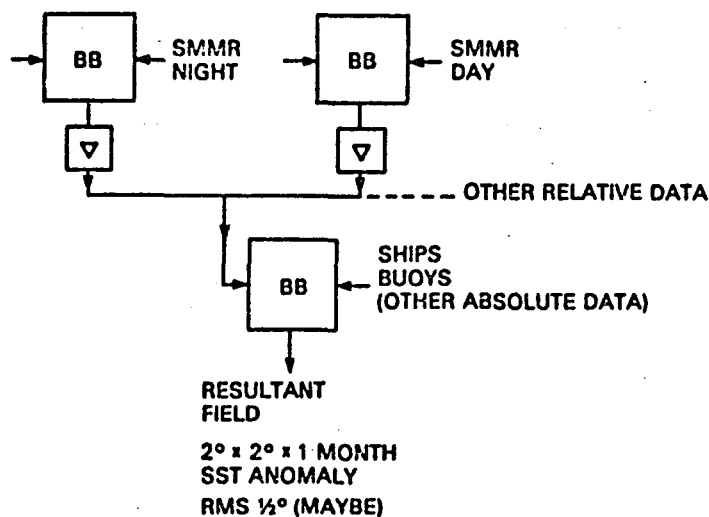 BB
SMMR
NIGHT
BB
SMMR
DAY
∇
∇
OTHER RELATIVE DATA
BB
SHIPS
BUOYS
(OTHER ABSOLUTE DATA)
RESULTANT
FIELD
2° x 2° x 1 MONTH
SST ANOMALY
RMS ½° (MAYBE)